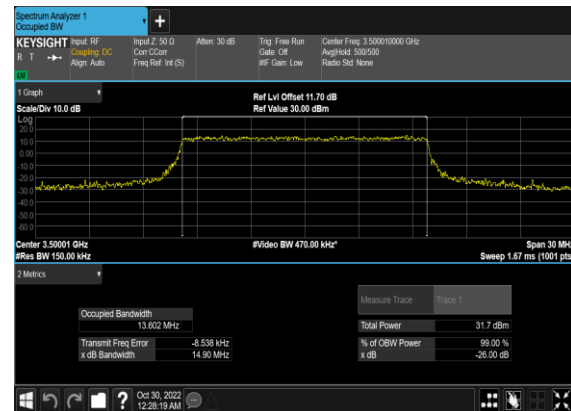 Spectrum Analyzer 1
Occupied BW
+
KEYSIGHT
R T
LXI
Input: RF
Coupling: DC
Align: Auto
Input Z: 50 Ω
Corr CCorr
Freq Ref: Int (S)
Atten: 30 dB
Trig: Free Run
Gate: Off
#IF Gain: Low
Center Freq: 3.500010000 GHz
Avg|Hold: 500/500
Radio Std: None
1 Graph
Scale/Div 10.0 dB
Ref Lvl Offset 11.70 dB
Ref Value 30.00 dBm
Log
20.0
10.0
0.00
-10.0
-20.0
-30.0
-40.0
-50.0
-60.0
Center 3.50001 GHz
#Res BW 150.00 kHz
#Video BW 470.00 kHz*
Span 30 MHz
Sweep 1.67 ms (1001 pts)
2 Metrics
Measure Trace Trace 1
Occupied Bandwidth
13.602 MHz
Total Power 31.7 dBm
Transmit Freq Error -8.538 kHz
% of OBW Power 99.00 %
x dB Bandwidth 14.90 MHz
x dB -26.00 dB
?
Oct 30, 2022
12:28:19 AM